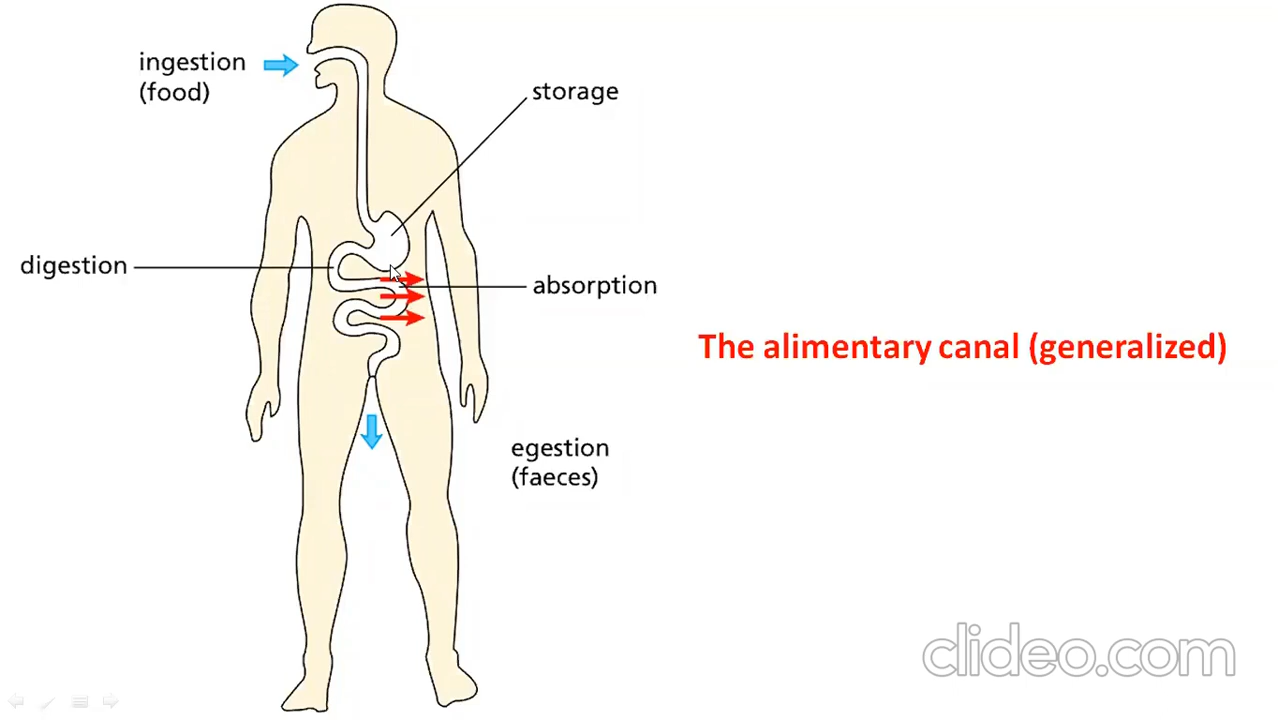 ingestion
(food)
storage
digestion
absorption
The alimentary canal (generalized)
egestion
(faeces)
clideo.com